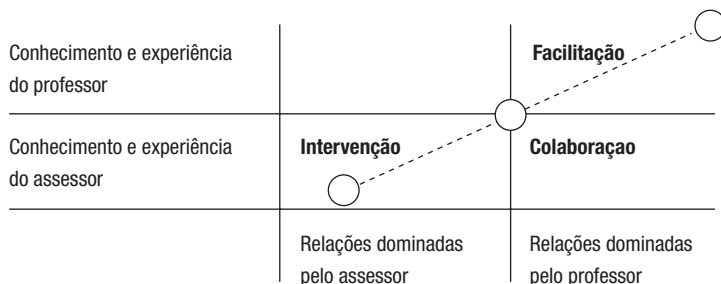 Conhecimento e experiência
do professor
Facilitação
Conhecimento e experiência
do assessor
Intervenção
Colaboraçao
Relações dominadas
pelo assessor
Relações dominadas
pelo professor